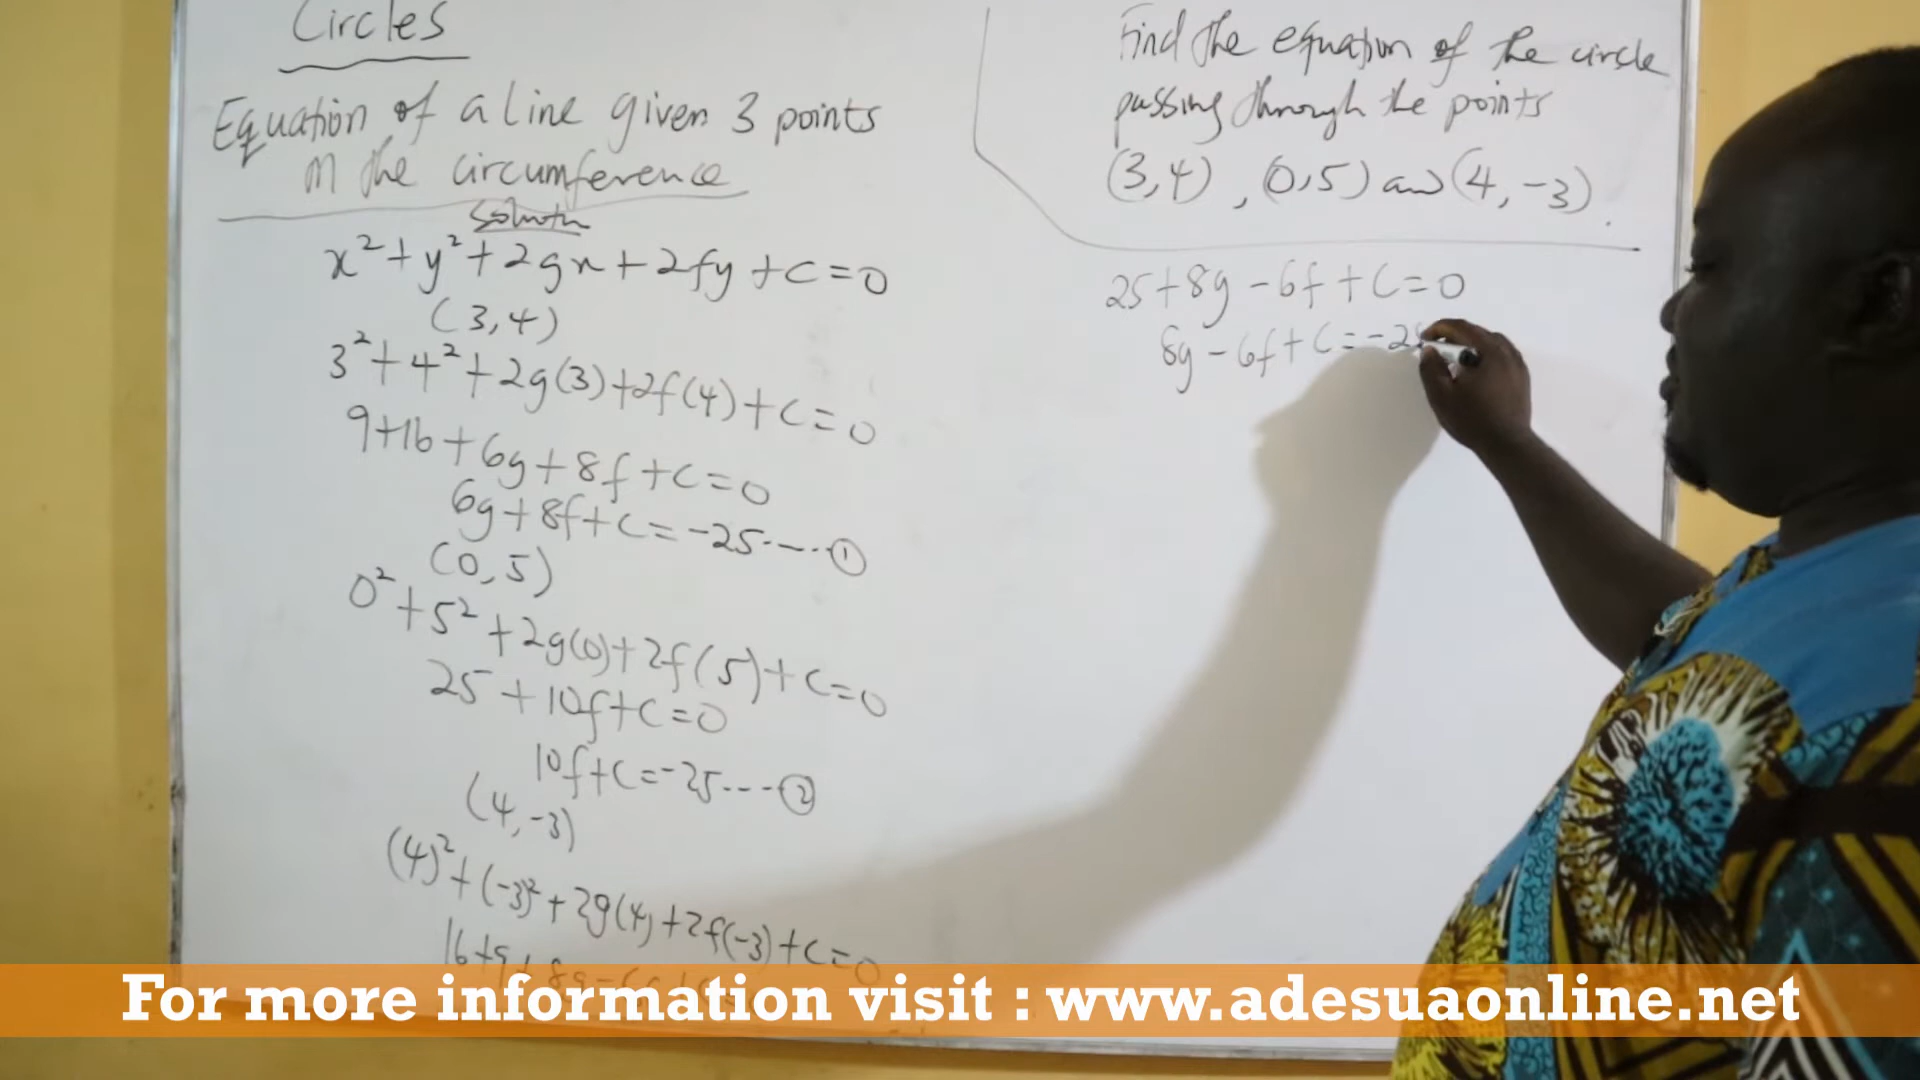 Circles
Equation of a line given 3 points
on the circumference
x² + y² + 2gx + 2fy + c = 0
(3, 4)
3² + 4² + 2g(3) + 2f(4) + c = 0
9 + 16 + 6g + 8f + c = 0
6g + 8f + c = -25 ---- ①
(0, 5)
0² + 5² + 2g(0) + 2f(5) + c = 0
25 + 10f + c = 0
10f + c = -25 ---- ②
(4, -3)
(4)² + (-3)² + 2g(4) + 2f(-3) + c = 0
16 + 9 + 8g
Find the equation of the circle
passing through the points
(3, 4) , (0, 5) and (4, -3) .
25 + 8g - 6f + c = 0
8g - 6f + c = -2
For more information visit : www.adesuaonline.net